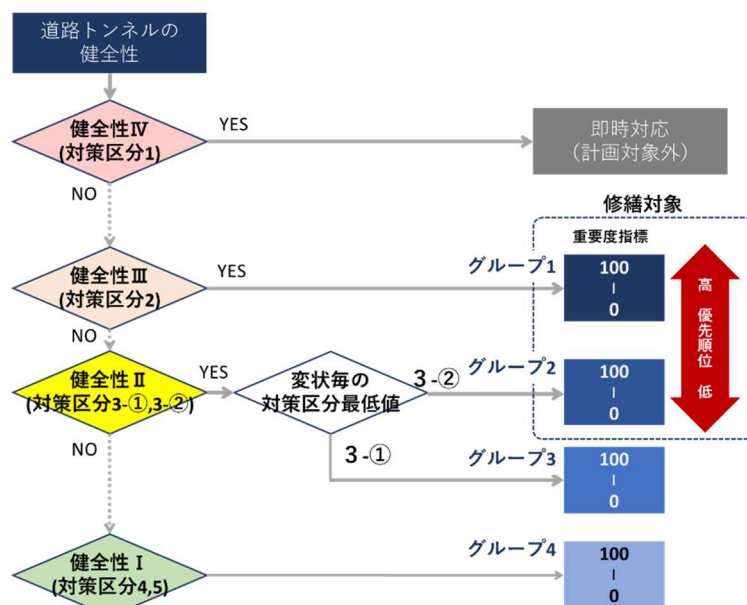 道路トンネルの
健全性
健全性Ⅳ
(対策区分1)
YES
即時対応
（計画対象外）
NO
修繕対象
重要度指標
健全性Ⅲ
(対策区分2)
YES
グループ1
100
|
0
高 優先順位 低
NO
健全性Ⅱ
(対策区分3-①,3-②)
YES
変状毎の
対策区分最低値
3-②
グループ2
100
|
0
NO
3-①
グループ3
100
|
0
健全性Ⅰ
(対策区分4,5)
グループ4
100
|
0